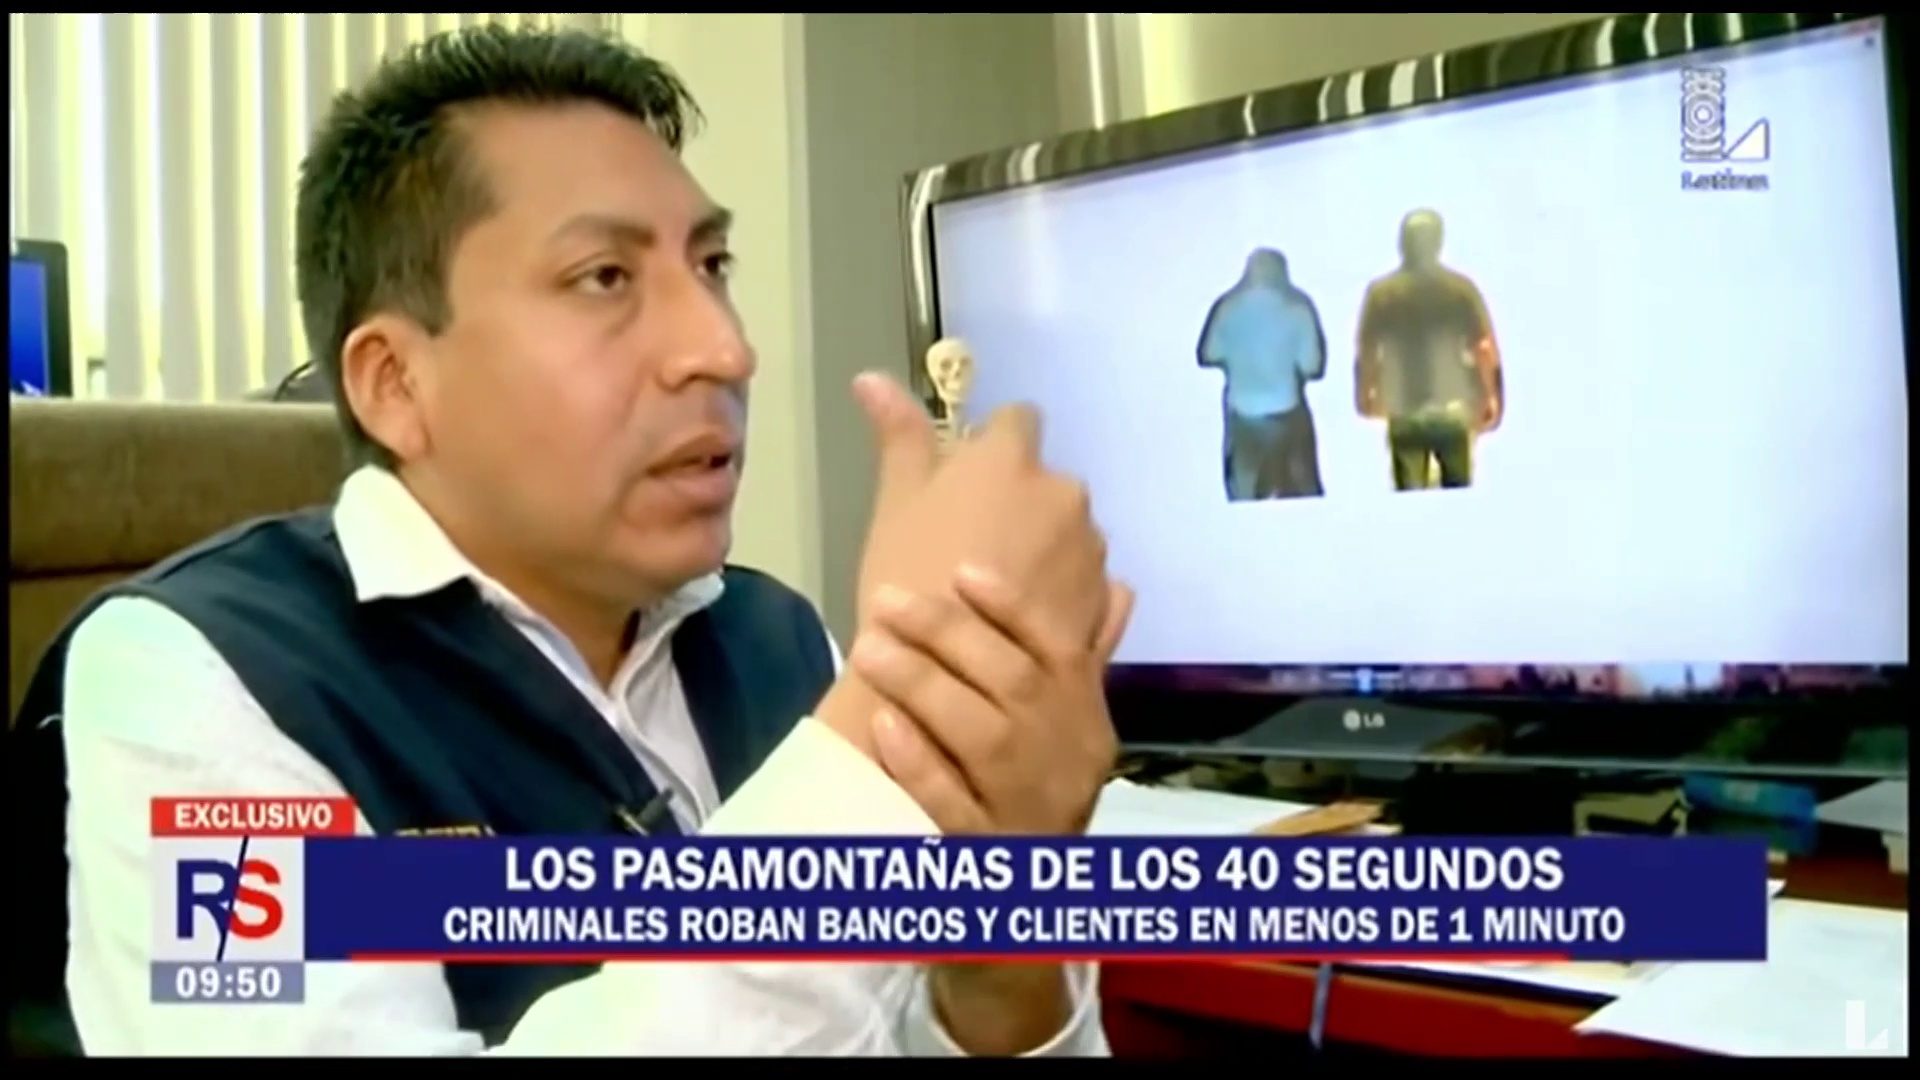 Latina
LG
EXCLUSIVO
RS
LOS PASAMONTAÑAS DE LOS 40 SEGUNDOS
CRIMINALES ROBAN BANCOS Y CLIENTES EN MENOS DE 1 MINUTO
09:50